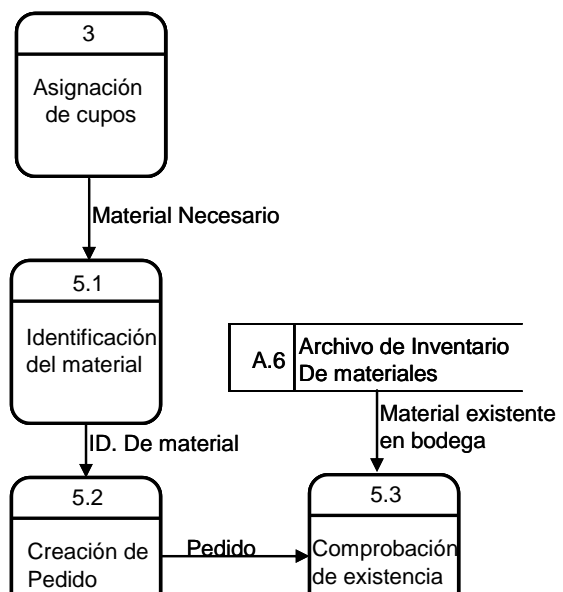 3
Asignación
de cupos
Material Necesario
5.1
Identificación
del material
A.6
Archivo de Inventario
De materiales
Material existente
en bodega
ID. De material
5.2
Creación de
Pedido
Pedido
5.3
Comprobación
de existencia